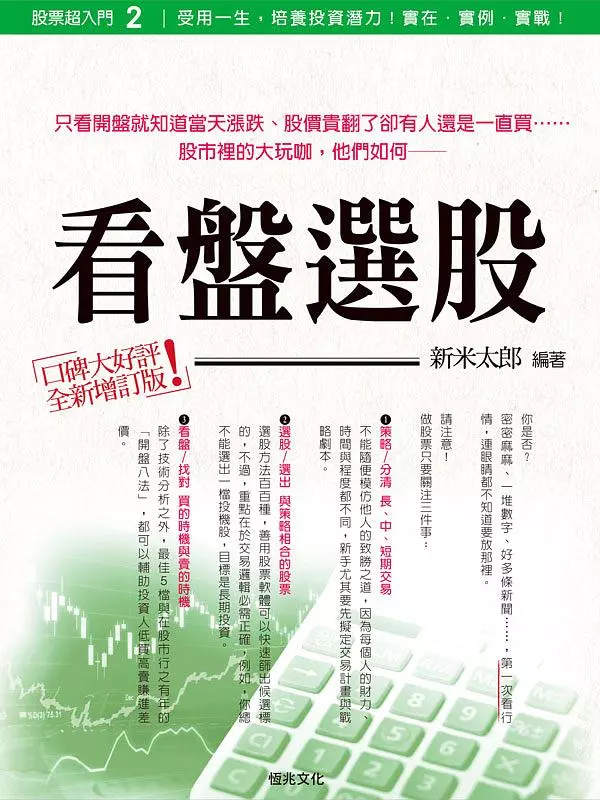 股票超入門 2 | 受用一生，培養投資潛力！實在．實例．實戰！
只看開盤就知道當天漲跌、股價貴翻了卻有人還是一直買……
股市裡的大玩咖，他們如何——
看盤選股
口碑大好評
全新增訂版！
新米太郎 編著
你是否？
密密麻麻、一堆數字、好多條新聞……，第一次看行
情，連眼睛都不知道要放那裡。
請注意！
做股票只要關注三件事：
❶策略/分清 長、中、短期交易
不能隨便模仿他人的致勝之道，因為每個人的財力、
時間與程度都不同，新手尤其要先擬定交易計畫與戰
略劇本。
❷選股/選出 與策略相合的股票
選股方法百百種，善用股票軟體可以快速篩出候選標
的，不過，重點在於交易邏輯必需正確，例如，你總
不能選出一檔投機股，目標是長期投資。
❸看盤/找對 買的時機與賣的時機
除了技術分析之外，最佳5檔與在股市行之有年的
「開盤八法」，都可以輔助投資人低買高賣賺進差
價。
恆兆文化